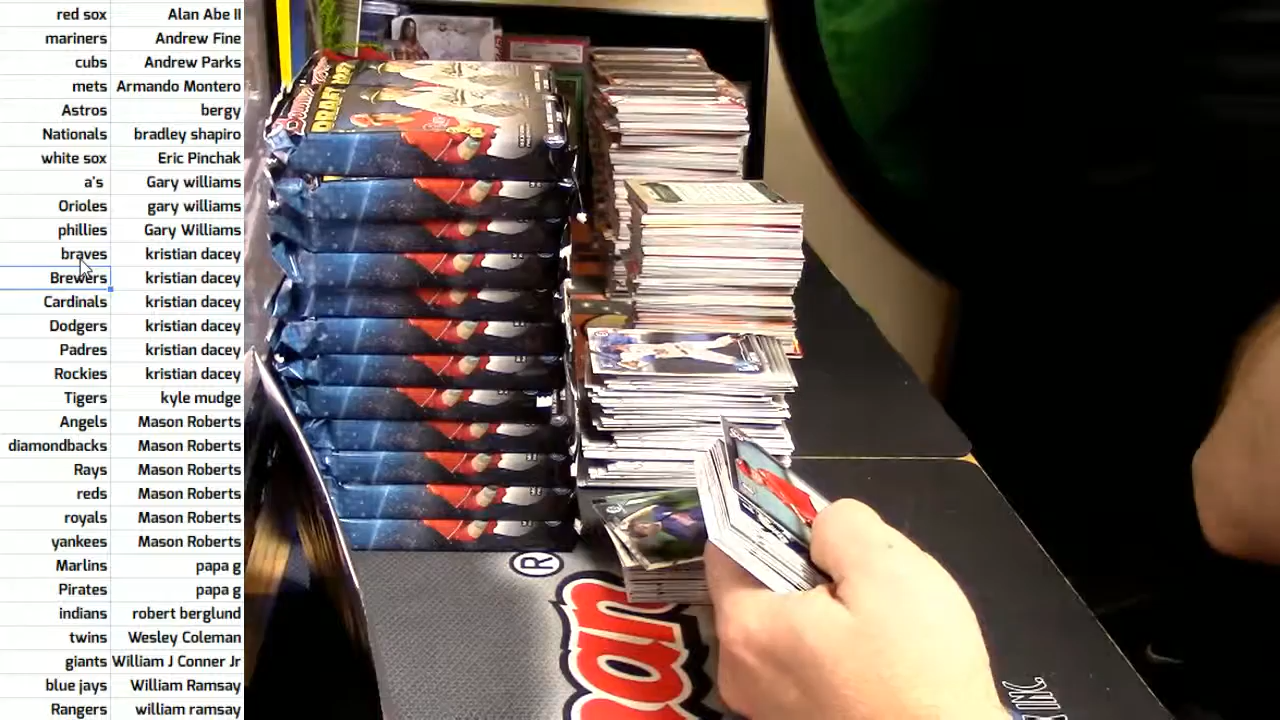 red sox Alan Abe II
mariners Andrew Fine
cubs Andrew Parks
mets Armando Montero
Astros bergy
Nationals bradley shapiro
white sox Eric Pinchak
a's Gary williams
Orioles gary williams
phillies Gary Williams
braves kristian dacey
Brewers kristian dacey
Cardinals kristian dacey
Dodgers kristian dacey
Padres kristian dacey
Rockies kristian dacey
Tigers kyle mudge
Angels Mason Roberts
diamondbacks Mason Roberts
Rays Mason Roberts
reds Mason Roberts
royals Mason Roberts
yankees Mason Roberts
Marlins papa g
Pirates papa g
indians robert berglund
twins Wesley Coleman
giants William J Conner Jr
blue jays William Ramsay
Rangers william ramsay
DRAFT
®
INC